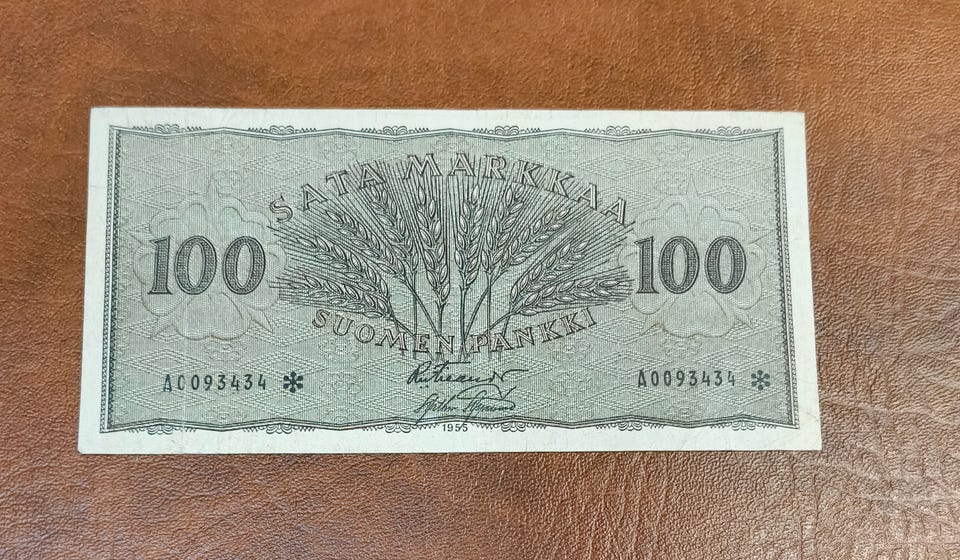 SATA MARKKAA
100 100
SUOMEN PANKKI
A0093434 * A0093434 *
1955